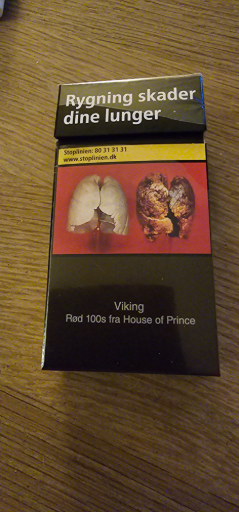 Rygning skader
dine lunger
Stoplinien: 80 31 31 31
www.stoplinien.dk
Viking
Rød 100s fra House of Prince